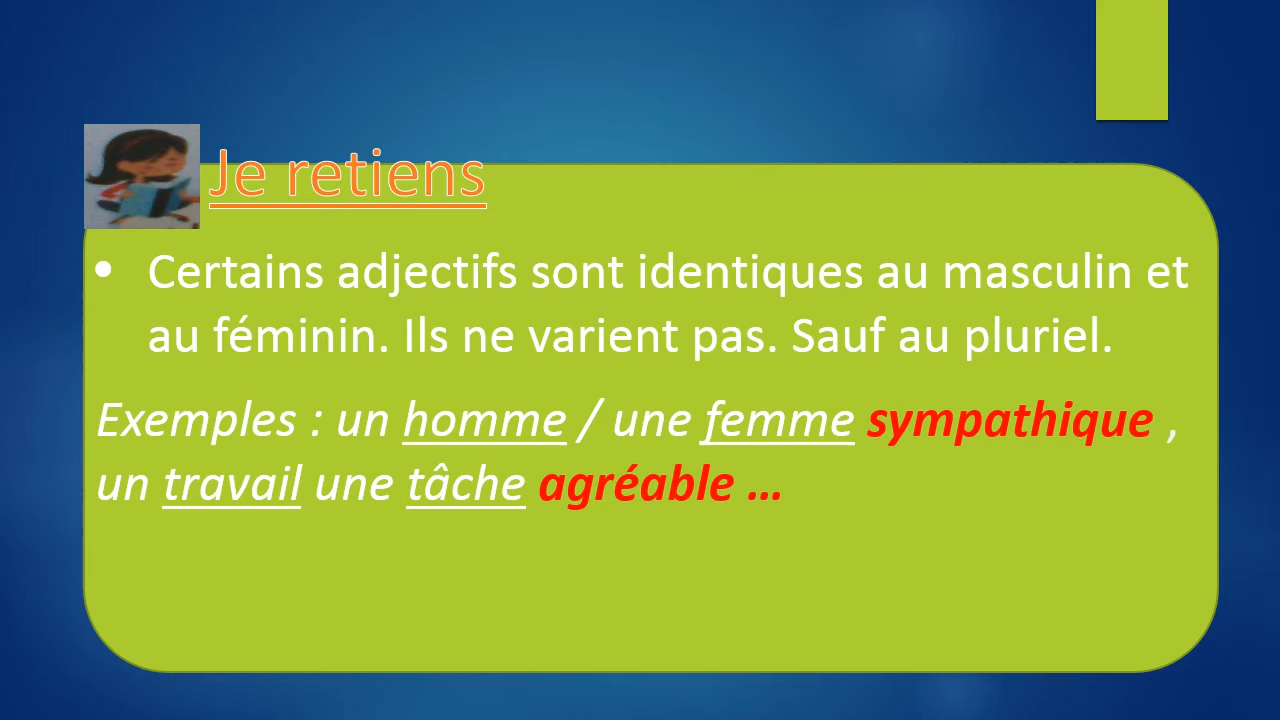 Je retiens
• Certains adjectifs sont identiques au masculin et
au féminin. Ils ne varient pas. Sauf au pluriel.
Exemples : un homme / une femme sympathique ,
un travail une tâche agréable ...